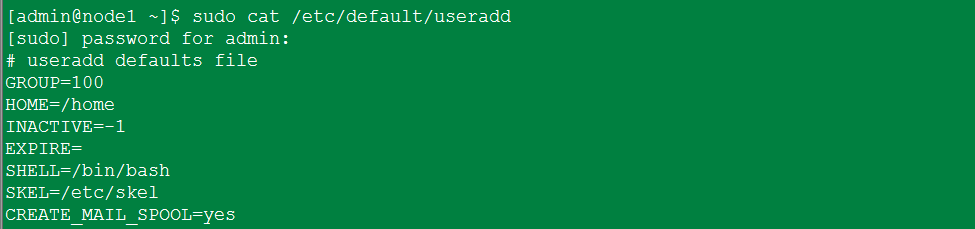 [admin@node1 ~]$ sudo cat /etc/default/useradd
[sudo] password for admin:
# useradd defaults file
GROUP=100
HOME=/home
INACTIVE=-1
EXPIRE=
SHELL=/bin/bash
SKEL=/etc/skel
CREATE_MAIL_SPOOL=yes